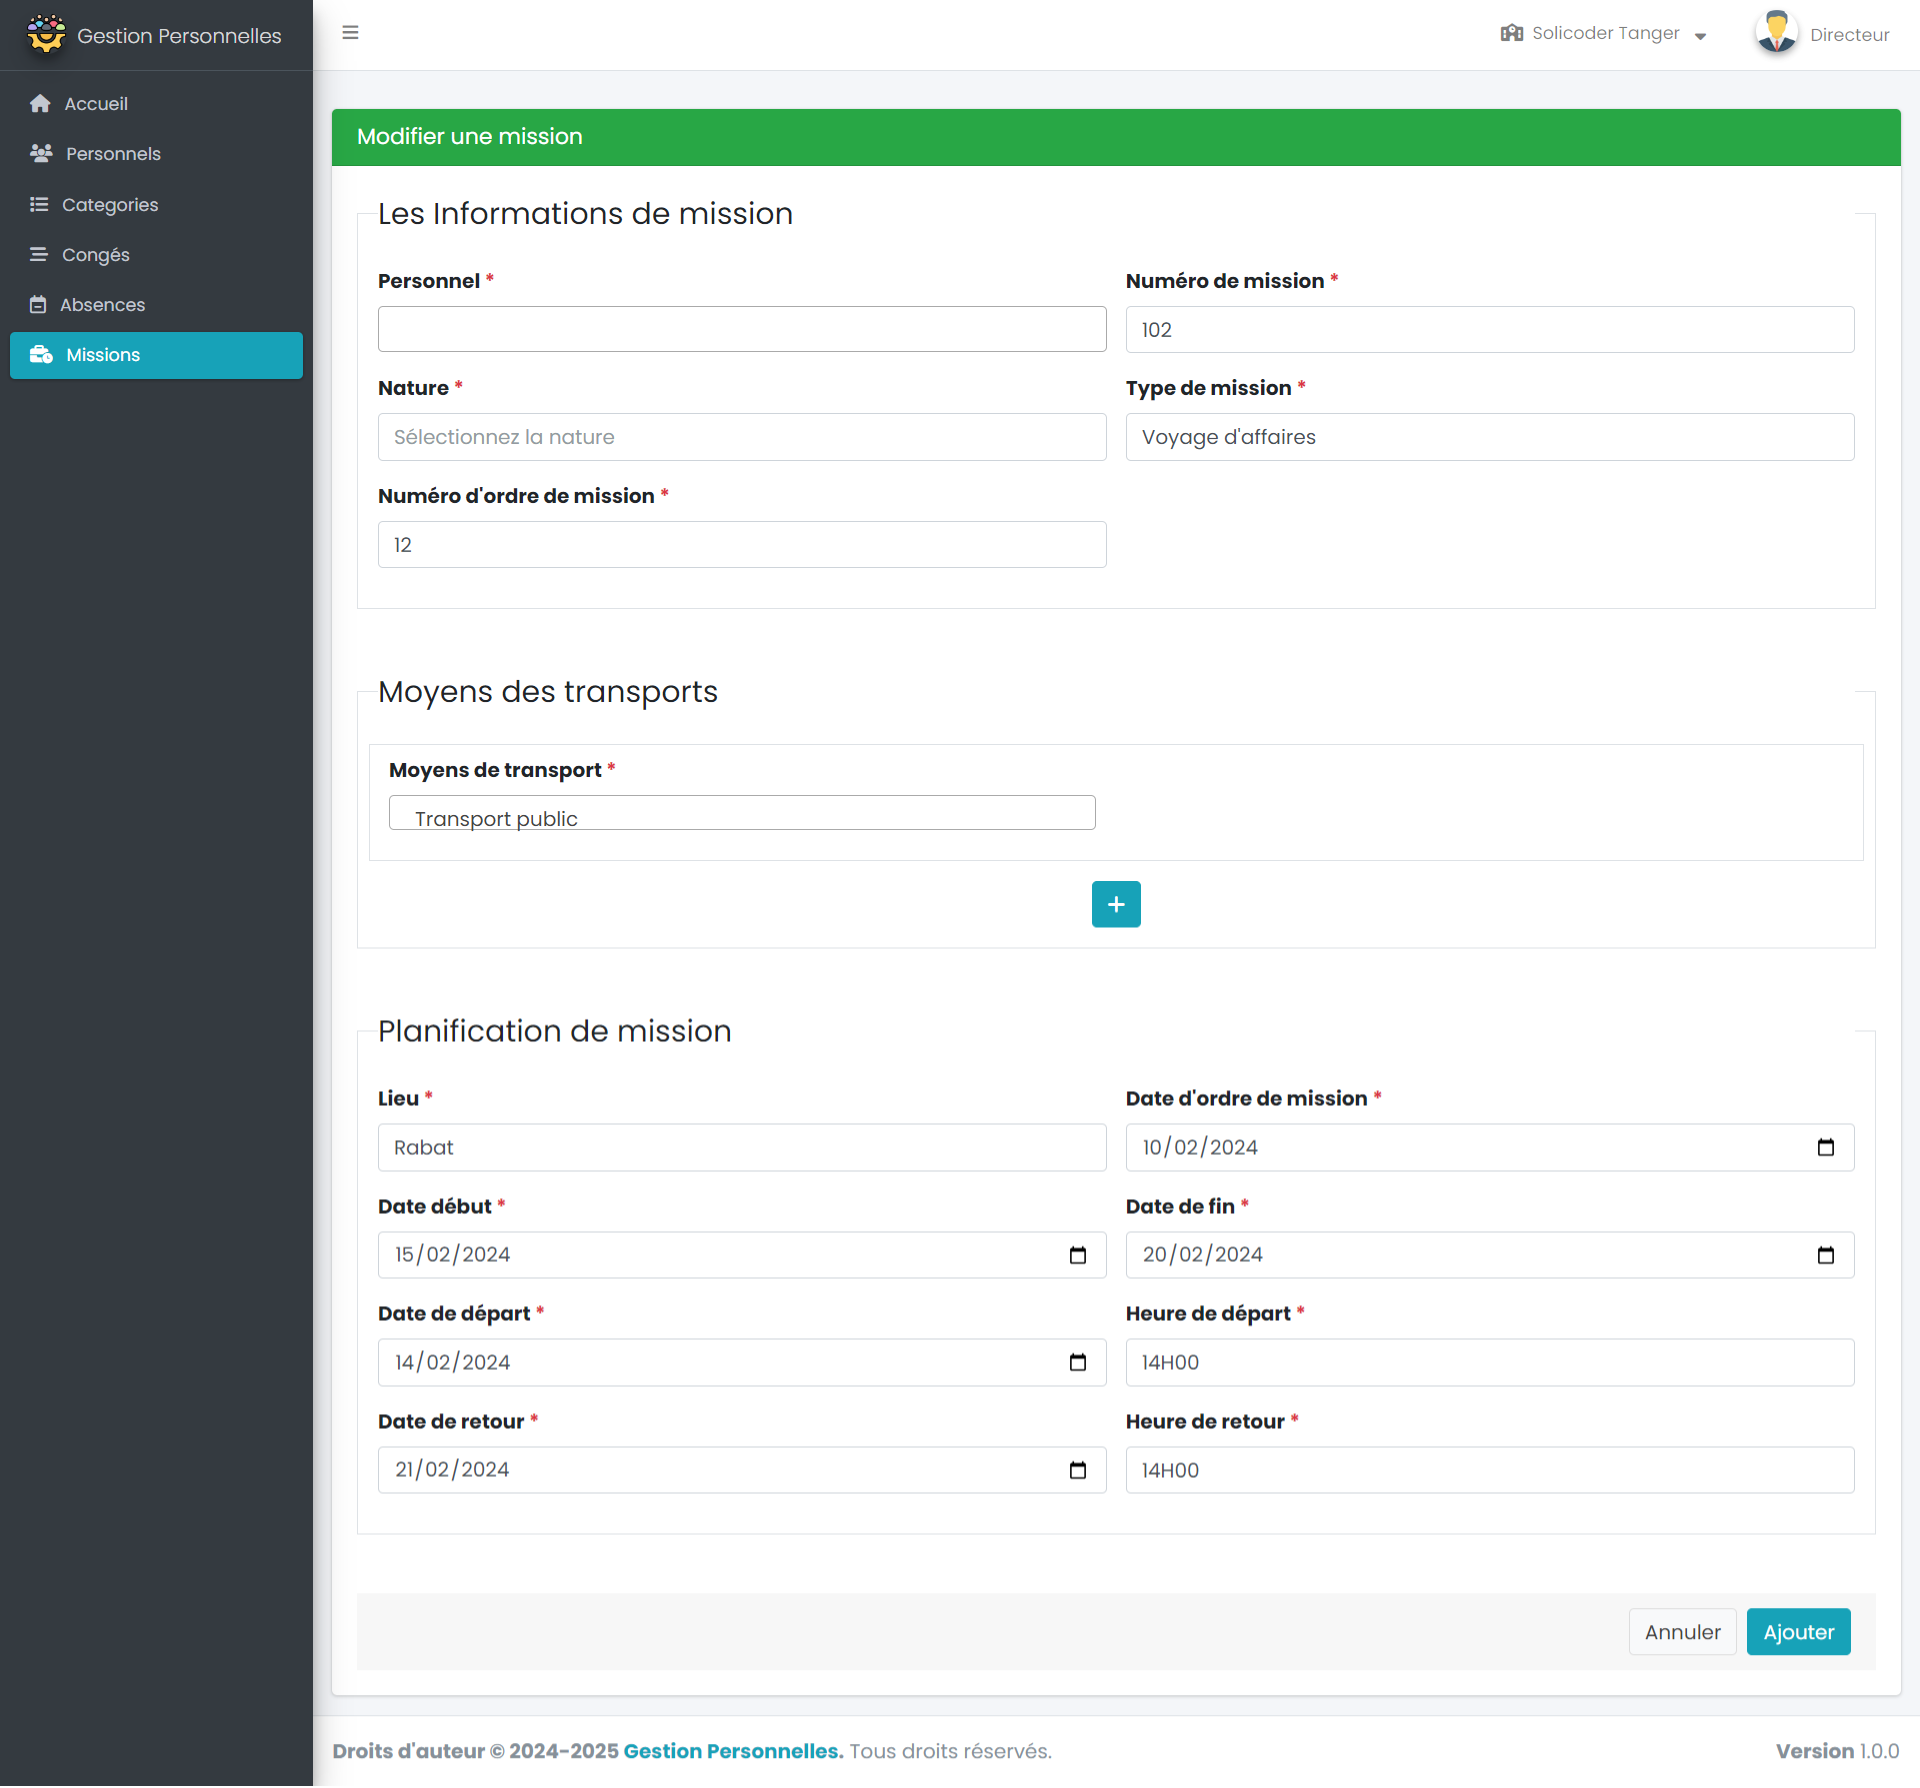 Gestion Personnelles
Solicoder Tanger
Directeur
Accueil
Personnels
Categories
Congés
Absences
Missions
Modifier une mission
Les Informations de mission
Personnel *
Numéro de mission *
102
Nature *
Type de mission *
Sélectionnez la nature
Voyage d'affaires
Numéro d'ordre de mission *
12
Moyens des transports
Moyens de transport *
Transport public
+
Planification de mission
Lieu *
Date d'ordre de mission *
Rabat
10/02/2024
Date début *
Date de fin *
15/02/2024
20/02/2024
Date de départ *
Heure de départ *
14/02/2024
14H00
Date de retour *
Heure de retour *
21/02/2024
14H00
Annuler
Ajouter
Droits d'auteur © 2024-2025 Gestion Personnelles. Tous droits réservés.
Version 1.0.0